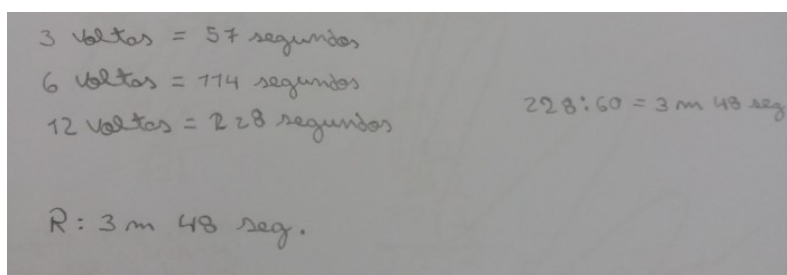 3 voltas = 57 segundos
6 voltas = 114 segundos
12 voltas = 228 segundos
228:60 = 3 m 48 seg
R: 3 m 48 seg.